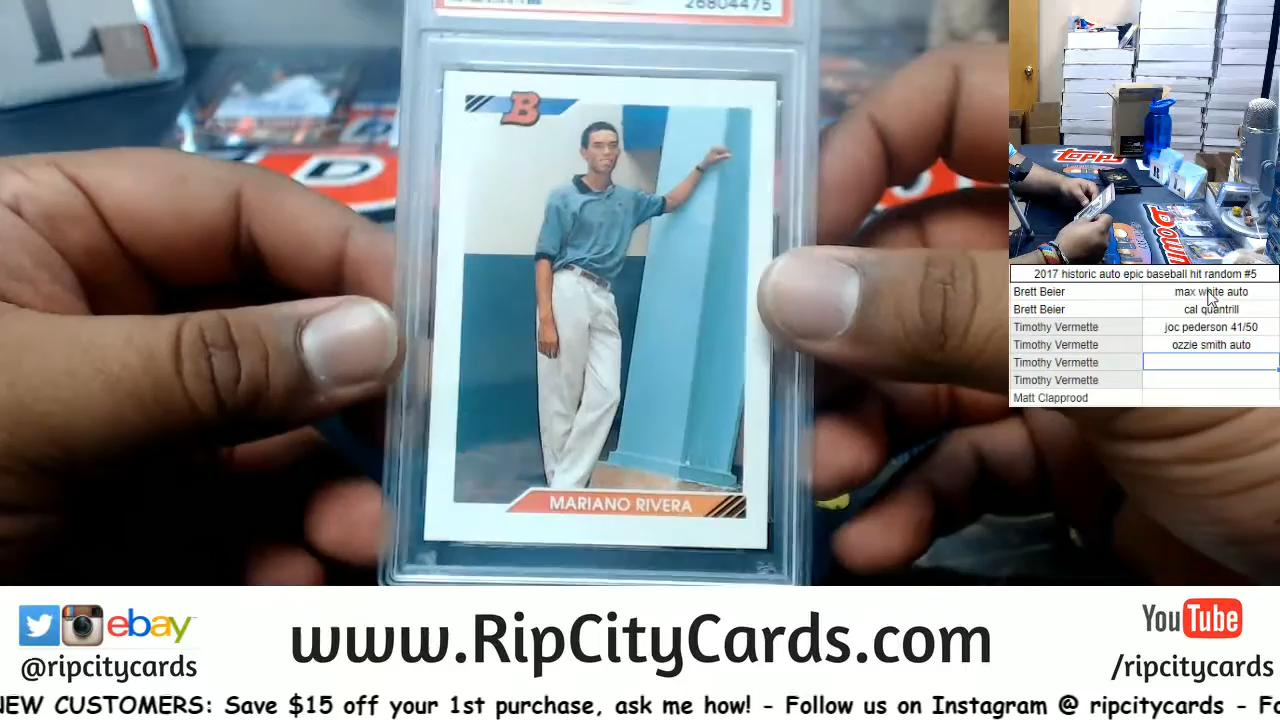 26804475
B
MARIANO RIVERA
D
topps
2017 historic auto epic baseball hit random #5
Brett Beier max white auto
Brett Beier cal quantrill
Timothy Vermette joc pederson 41/50
Timothy Vermette ozzie smith auto
Timothy Vermette
Timothy Vermette
Matt Clapprood
ebay
@ripcitycards
www.RipCityCards.com
YouTube
/ripcitycards
NEW CUSTOMERS: Save $15 off your 1st purchase, ask me how! - Follow us on Instagram @ ripcitycards - Fo